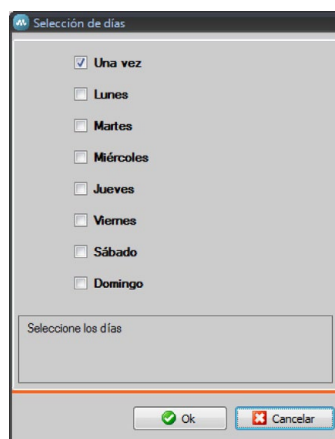 Selección de días
Una vez
Lunes
Martes
Miércoles
Jueves
Viernes
Sábado
Domingo
Seleccione los días
Ok
Cancelar